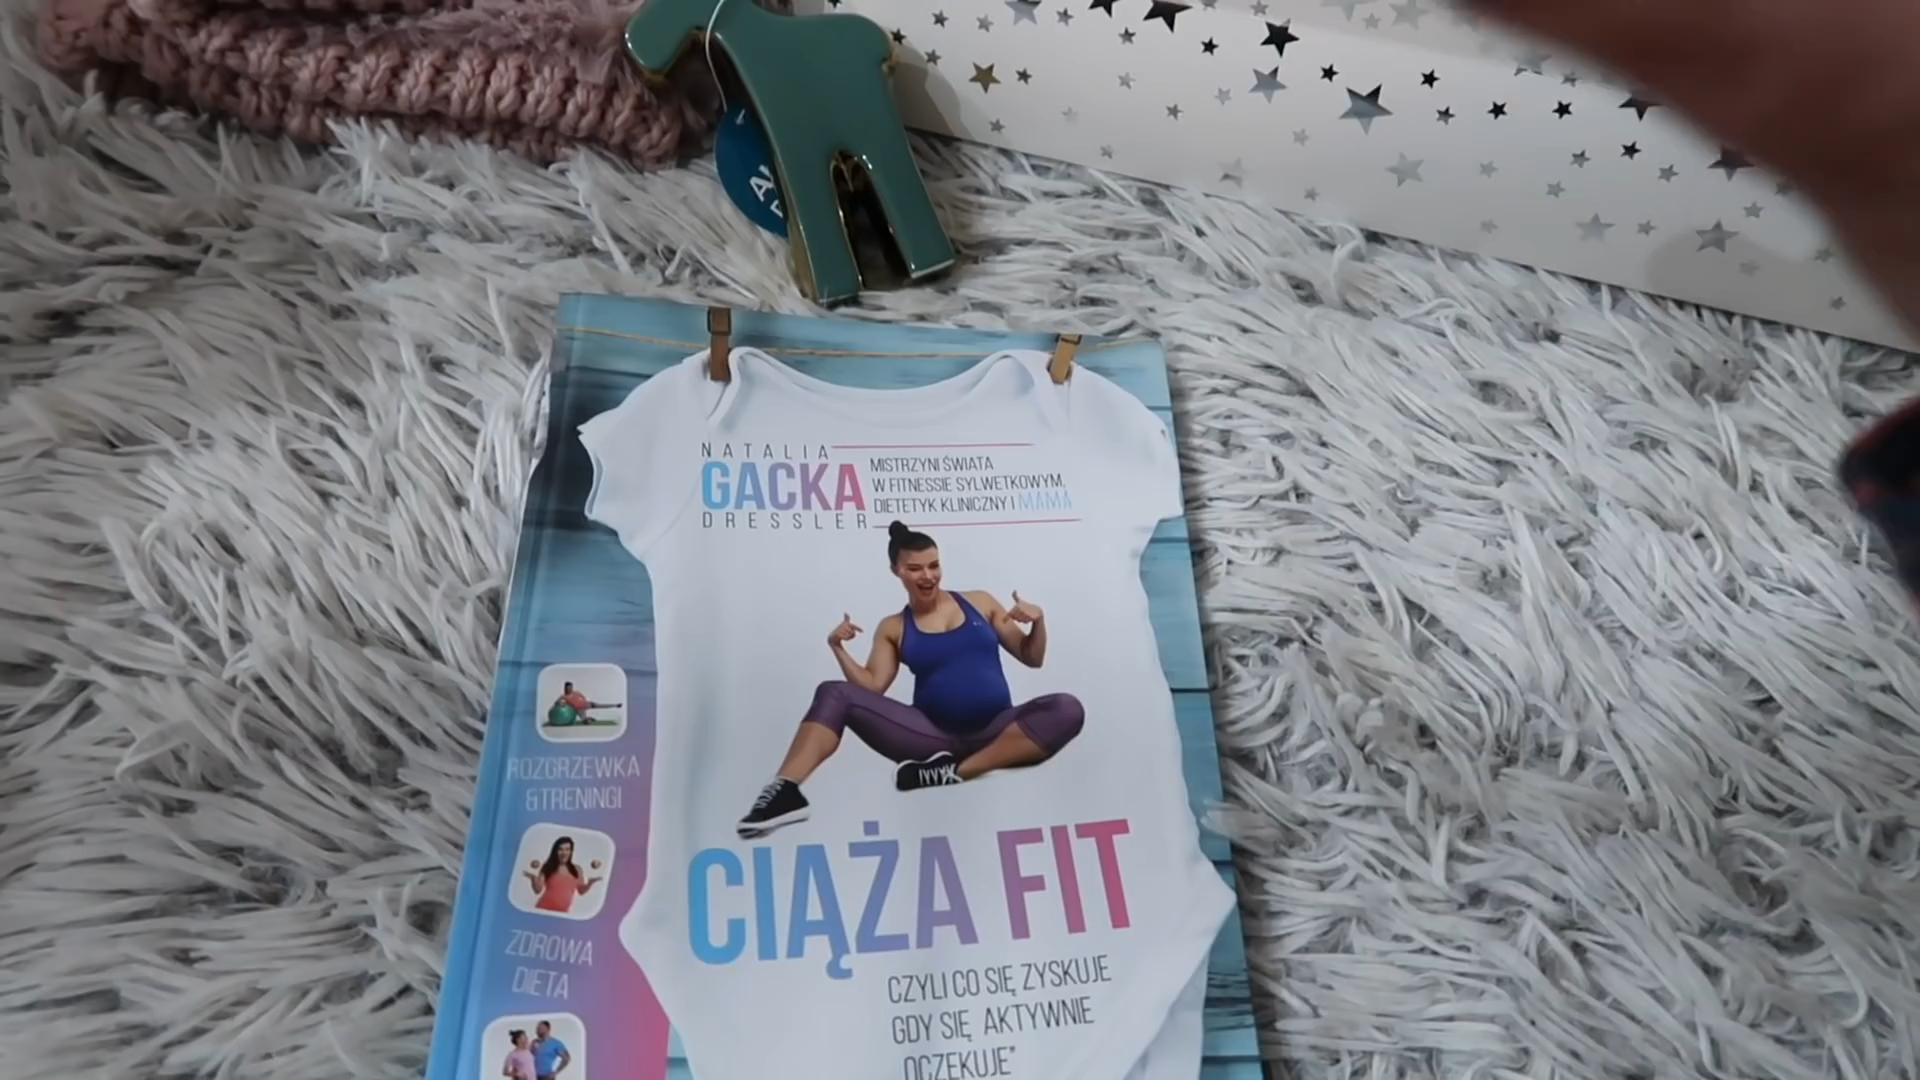 NATALIA
GACKA
DRESSLER
MISTRZYNI ŚWIATA
W FITNESSIE SYLWETKOWYM,
DIETETYK KLINICZNY I MAMA
ROZGRZEWKA
&TRENINGI
ZDROWA
DIETA
CIĄŻA FIT
CZYLI CO SIĘ ZYSKUJE
GDY SIĘ AKTYWNIE
OCZEKUJE"